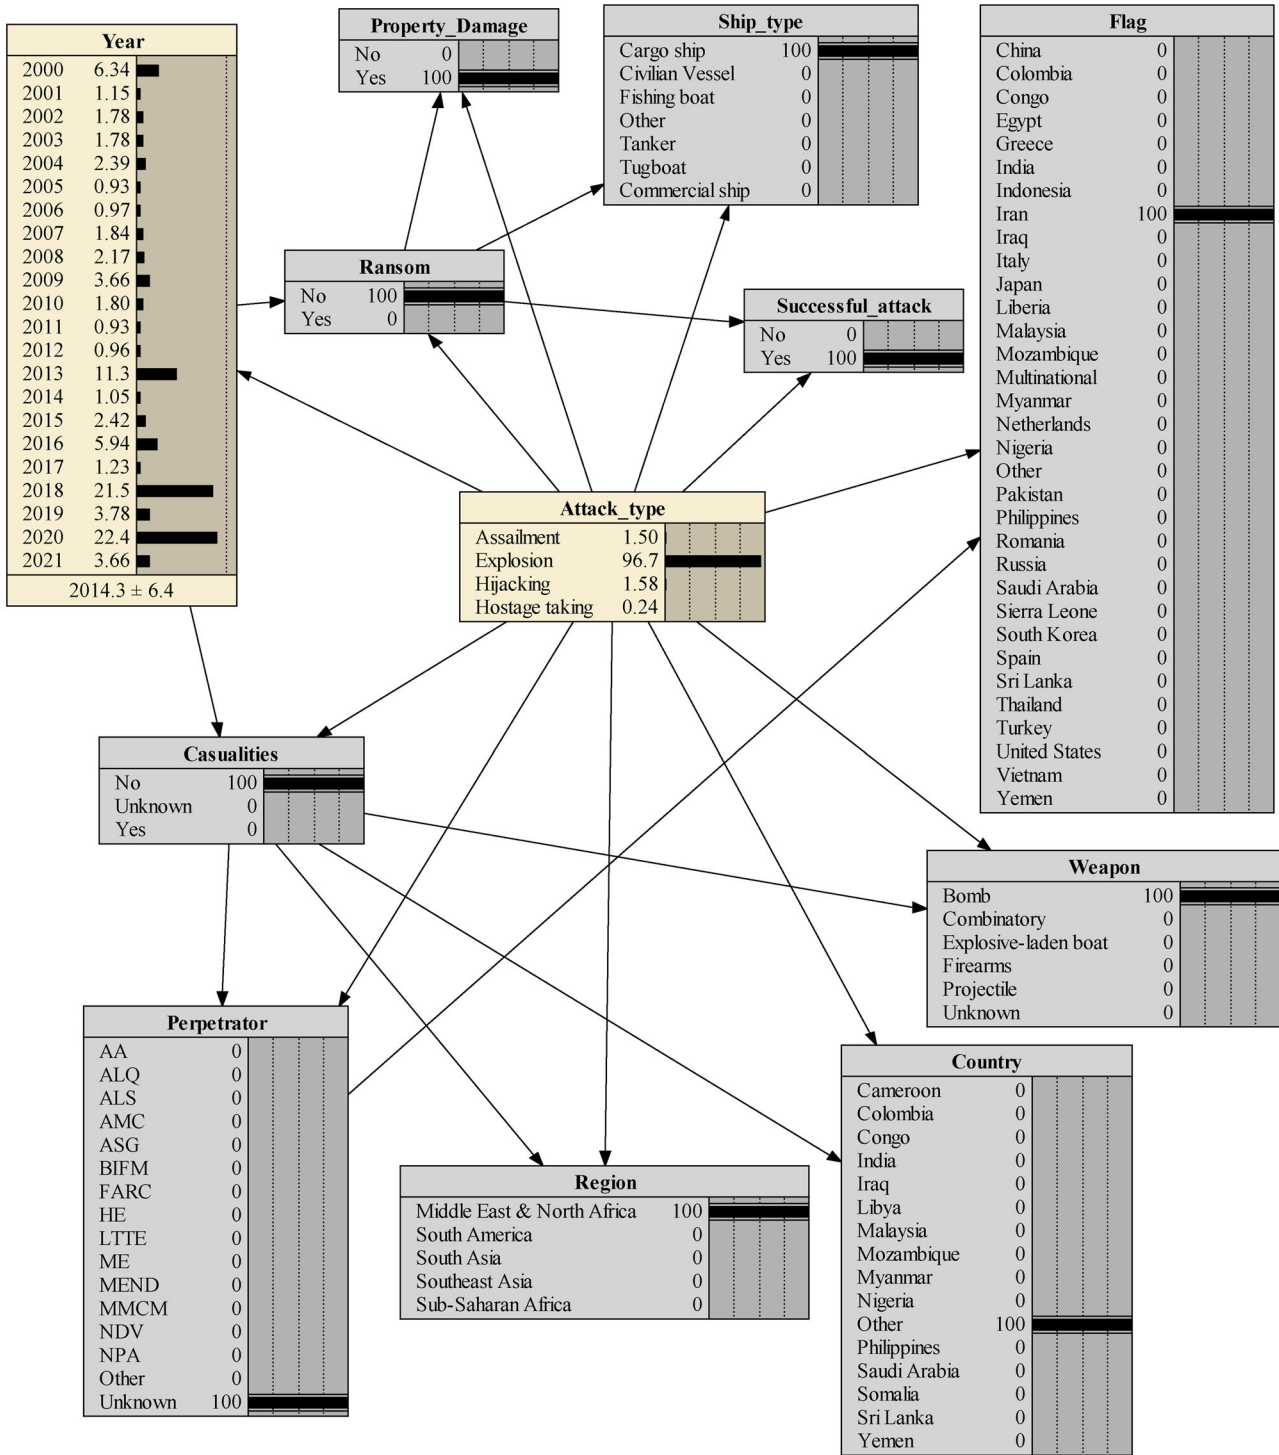 Year
2000 6.34
2001 1.15
2002 1.78
2003 1.78
2004 2.39
2005 0.93
2006 0.97
2007 1.84
2008 2.17
2009 3.66
2010 1.80
2011 0.93
2012 0.96
2013 11.3
2014 1.05
2015 2.42
2016 5.94
2017 1.23
2018 21.5
2019 3.78
2020 22.4
2021 3.66
2014.3 ± 6.4
Property_Damage
No 0
Yes 100
Ship_type
Cargo ship 100
Civilian Vessel 0
Fishing boat 0
Other 0
Tanker 0
Tugboat 0
Commercial ship 0
Flag
China 0
Colombia 0
Congo 0
Egypt 0
Greece 0
India 0
Indonesia 0
Iran 100
Iraq 0
Italy 0
Japan 0
Liberia 0
Malaysia 0
Mozambique 0
Multinational 0
Myanmar 0
Netherlands 0
Nigeria 0
Other 0
Pakistan 0
Philippines 0
Romania 0
Russia 0
Saudi Arabia 0
Sierra Leone 0
South Korea 0
Spain 0
Sri Lanka 0
Thailand 0
Turkey 0
United States 0
Vietnam 0
Yemen 0
Ransom
No 100
Yes 0
Successful_attack
No 0
Yes 100
Attack_type
Assailment 1.50
Explosion 96.7
Hijacking 1.58
Hostage taking 0.24
Casualities
No 100
Unknown 0
Yes 0
Weapon
Bomb 100
Combinatory 0
Explosive-laden boat 0
Firearms 0
Projectile 0
Unknown 0
Perpetrator
AA 0
ALQ 0
ALS 0
AMC 0
ASG 0
BIFM 0
FARC 0
HE 0
LTTE 0
ME 0
MEND 0
MMCM 0
NDV 0
NPA 0
Other 0
Unknown 100
Region
Middle East & North Africa 100
South America 0
South Asia 0
Southeast Asia 0
Sub-Saharan Africa 0
Country
Cameroon 0
Colombia 0
Congo 0
India 0
Iraq 0
Libya 0
Malaysia 0
Mozambique 0
Myanmar 0
Nigeria 0
Other 100
Philippines 0
Saudi Arabia 0
Somalia 0
Sri Lanka 0
Yemen 0